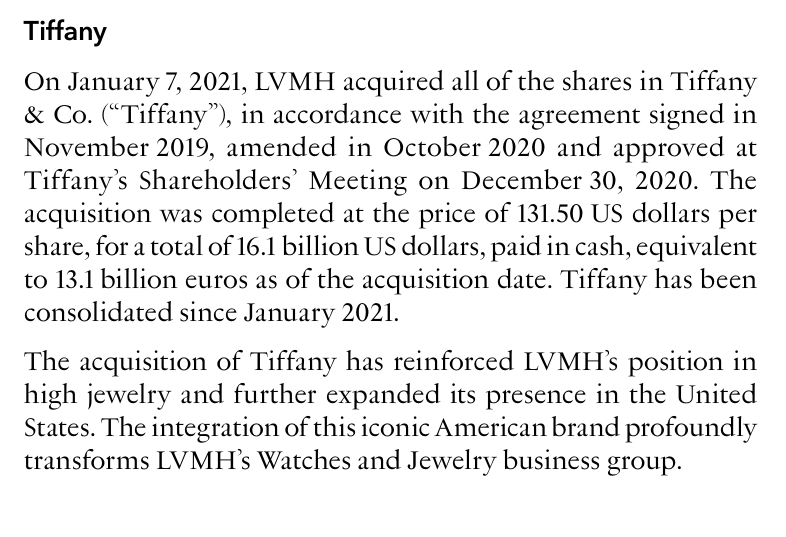 Tiffany
On January 7, 2021, LVMH acquired all of the shares in Tiffany
& Co. (“Tiffany”), in accordance with the agreement signed in
November 2019, amended in October 2020 and approved at
Tiffany’s Shareholders’ Meeting on December 30, 2020. The
acquisition was completed at the price of 131.50 US dollars per
share, for a total of 16.1 billion US dollars, paid in cash, equivalent
to 13.1 billion euros as of the acquisition date. Tiffany has been
consolidated since January 2021.
The acquisition of Tiffany has reinforced LVMH’s position in
high jewelry and further expanded its presence in the United
States. The integration of this iconic American brand profoundly
transforms LVMH’s Watches and Jewelry business group.